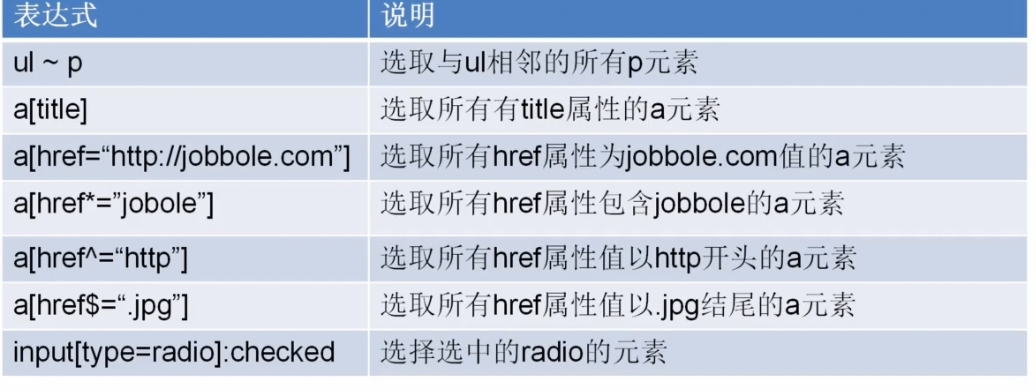 表达式 说明
ul ~ p 选取与ul相邻的所有p元素
a[title] 选取所有有title属性的a元素
a[href=“http://jobbole.com”] 选取所有href属性为jobbole.com值的a元素
a[href*=”jobole”] 选取所有href属性包含jobbole的a元素
a[href^=“http”] 选取所有href属性值以http开头的a元素
a[href$=“.jpg”] 选取所有href属性值以.jpg结尾的a元素
input[type=radio]:checked 选择选中的radio的元素